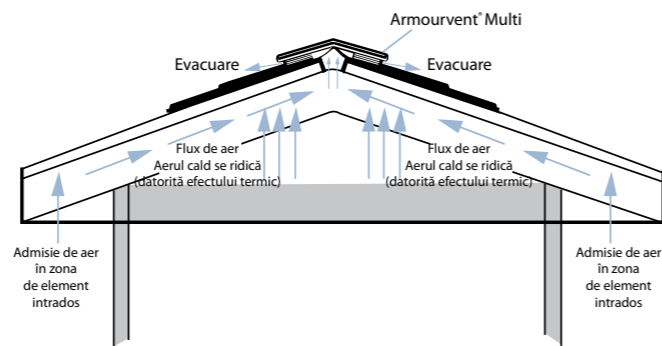 Armourvent® Multi
Evacuare
Evacuare
Flux de aer
Aerul cald se ridică
(datorită efectului termic)
Flux de aer
Aerul cald se ridică
(datorită efectului termic)
Admisie de aer
în zona
de element
intrados
Admisie de aer
în zona
de element
intrados